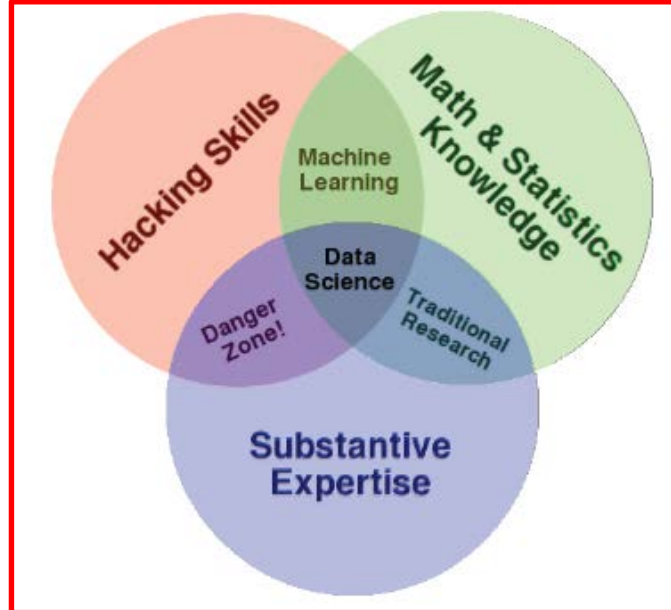 Hacking Skills
Math & Statistics
Knowledge
Machine
Learning
Data
Science
Danger
Zone!
Traditional
Research
Substantive
Expertise